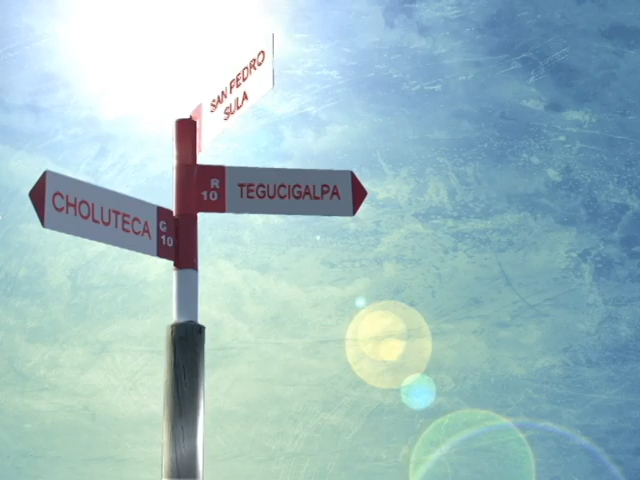 SAN PEDRO
SULA
R
10
TEGUCIGALPA
CHOLUTECA
G
10